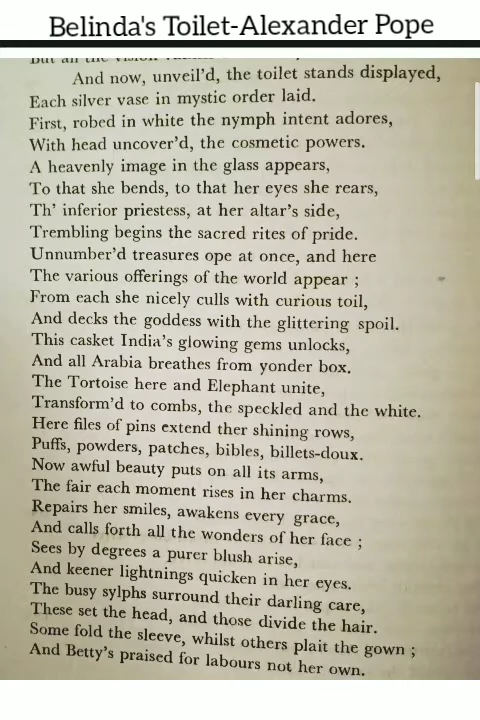 Belinda's Toilet-Alexander Pope
But all the vision
And now, unveil'd, the toilet stands displayed,
Each silver vase in mystic order laid.
First, robed in white the nymph intent adores,
With head uncover'd, the cosmetic powers.
A heavenly image in the glass appears,
To that she bends, to that her eyes she rears,
Th' inferior priestess, at her altar's side,
Trembling begins the sacred rites of pride.
Unnumber'd treasures ope at once, and here
The various offerings of the world appear ;
From each she nicely culls with curious toil,
And decks the goddess with the glittering spoil.
This casket India's glowing gems unlocks,
And all Arabia breathes from yonder box.
The Tortoise here and Elephant unite,
Transform'd to combs, the speckled and the white.
Here files of pins extend ther shining rows,
Puffs, powders, patches, bibles, billets-doux.
Now awful beauty puts on all its arms,
The fair each moment rises in her charms.
Repairs her smiles, awakens every grace,
And calls forth all the wonders of her face ;
Sees by degrees a purer blush arise,
And keener lightnings quicken in her eyes.
The busy sylphs surround their darling care,
These set the head, and those divide the hair.
Some fold the sleeve, whilst others plait the gown ;
And Betty's praised for labours not her own.